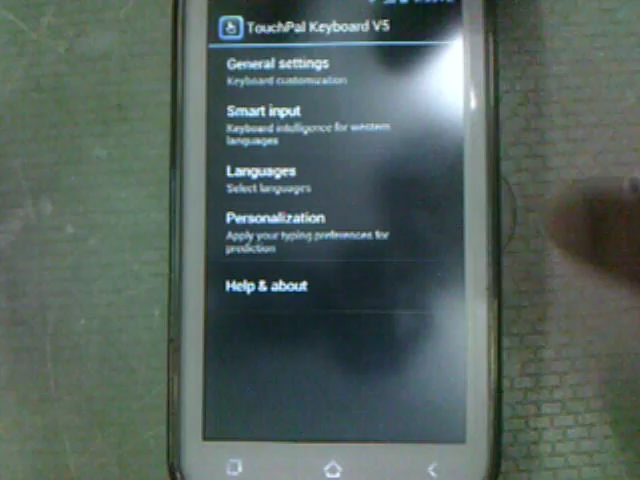 TouchPal Keyboard V5
General settings
Keyboard customization
Smart input
Keyboard intelligence for western
languages
Languages
Select languages
Personalization
Apply your typing preferences for
prediction
Help & about